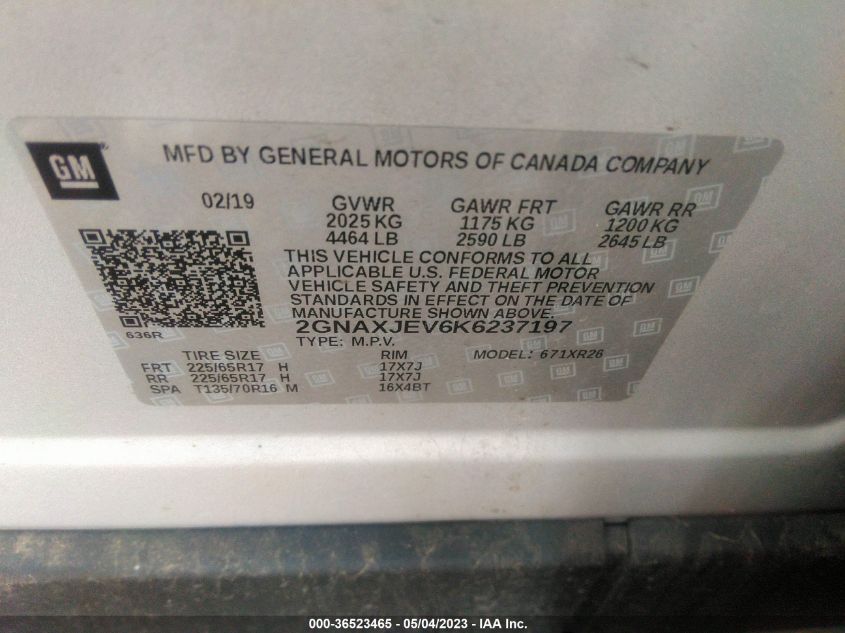 GM
MFD BY GENERAL MOTORS OF CANADA COMPANY
02/19 GVWR GAWR FRT GAWR RR
2025 KG 1175 KG 1200 KG
4464 LB 2590 LB 2645 LB
THIS VEHICLE CONFORMS TO ALL
APPLICABLE U.S. FEDERAL MOTOR
VEHICLE SAFETY AND THEFT PREVENTION
STANDARDS IN EFFECT ON THE DATE OF
MANUFACTURE SHOWN ABOVE.
2GNAXJEV6K6237197
636R
TYPE: M.P.V. MODEL: 671XR26
TIRE SIZE RIM
FRT 225/65R17 H 17X7J
RR 225/65R17 H 17X7J
SPA T135/70R16 M 16X4BT
000-36523465 - 05/04/2023 - IAA Inc.